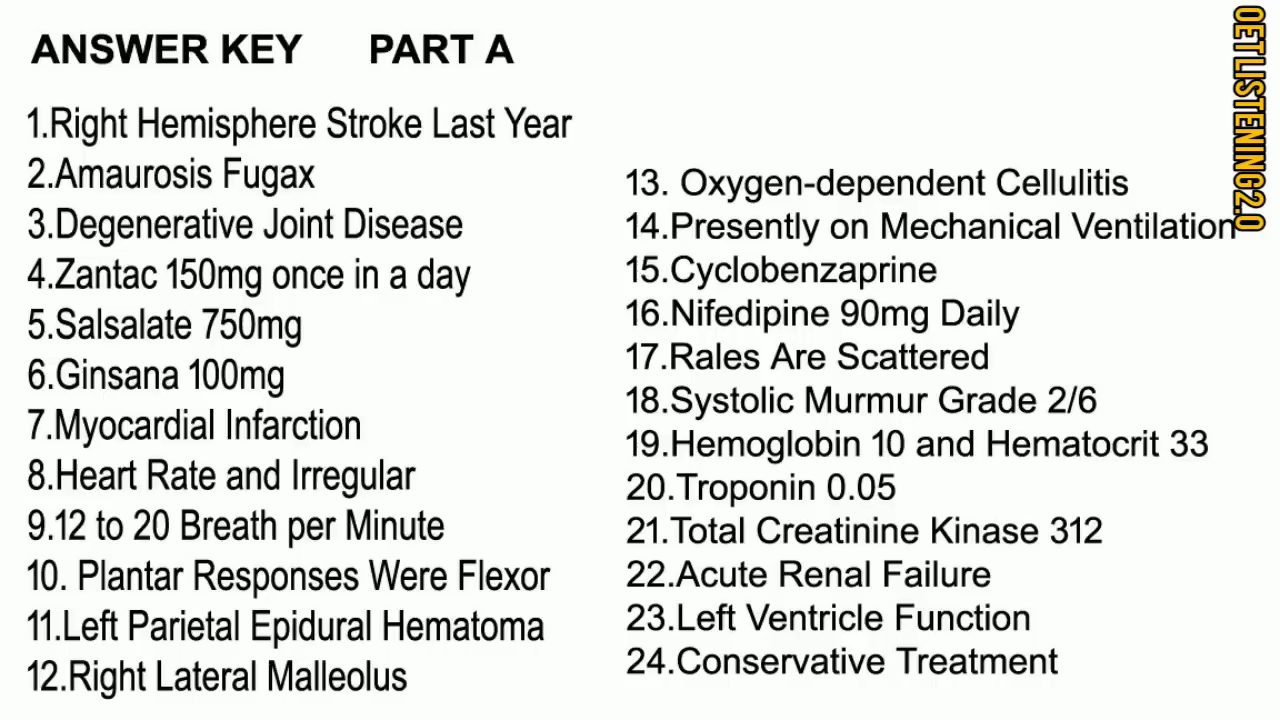 ANSWER KEY PART A
1.Right Hemisphere Stroke Last Year
2.Amaurosis Fugax
3.Degenerative Joint Disease
4.Zantac 150mg once in a day
5.Salsalate 750mg
6.Ginsana 100mg
7.Myocardial Infarction
8.Heart Rate and Irregular
9.12 to 20 Breath per Minute
10. Plantar Responses Were Flexor
11.Left Parietal Epidural Hematoma
12.Right Lateral Malleolus
13. Oxygen-dependent Cellulitis
14.Presently on Mechanical Ventilation
15.Cyclobenzaprine
16.Nifedipine 90mg Daily
17.Rales Are Scattered
18.Systolic Murmur Grade 2/6
19.Hemoglobin 10 and Hematocrit 33
20.Troponin 0.05
21.Total Creatinine Kinase 312
22.Acute Renal Failure
23.Left Ventricle Function
24.Conservative Treatment
OETLISTENING2.0